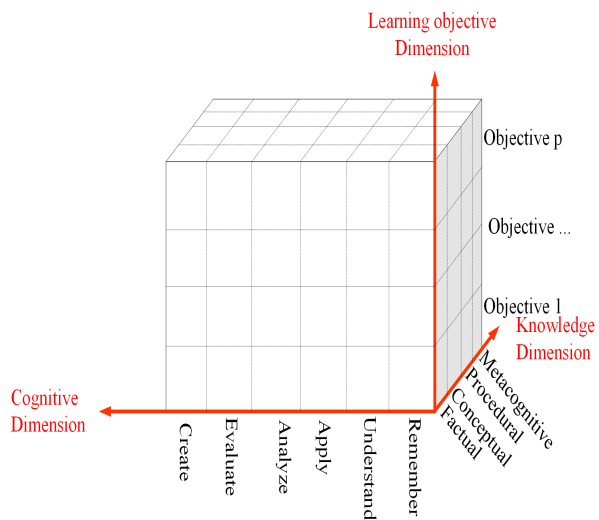 Learning objective
Dimension
Objective p
Objective ...
Objective 1
Knowledge
Dimension
Metacognitive
Procedural
Conceptual
Factual
Cognitive
Dimension
Create
Evaluate
Analyze
Apply
Understand
Remember